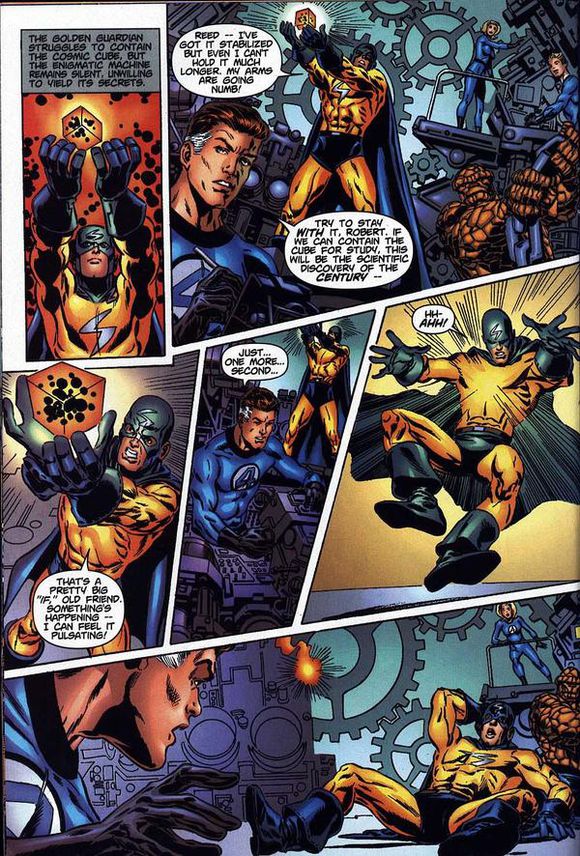 THE GOLDEN GUARDIAN
STRUGGLES TO CONTAIN
THE COSMIC CUBE, BUT
THE ENIGMATIC MACHINE
REMAINS SILENT, UNWILLING
TO YIELD ITS SECRETS.
REED -- I'VE
GOT IT STABILIZED
BUT EVEN I CAN'T
HOLD IT MUCH
LONGER. MY ARMS
ARE GOING
NUMB!
TRY TO STAY
WITH IT, ROBERT. IF
WE CAN CONTAIN THE
CUBE FOR STUDY, THIS
WILL BE THE SCIENTIFIC
DISCOVERY OF THE
CENTURY --
THAT'S A
PRETTY BIG
"IF," OLD FRIEND.
SOMETHING'S
HAPPENING --
I CAN FEEL IT
PULSATING!
JUST...
ONE MORE...
SECOND...
HH-
AHH!
4